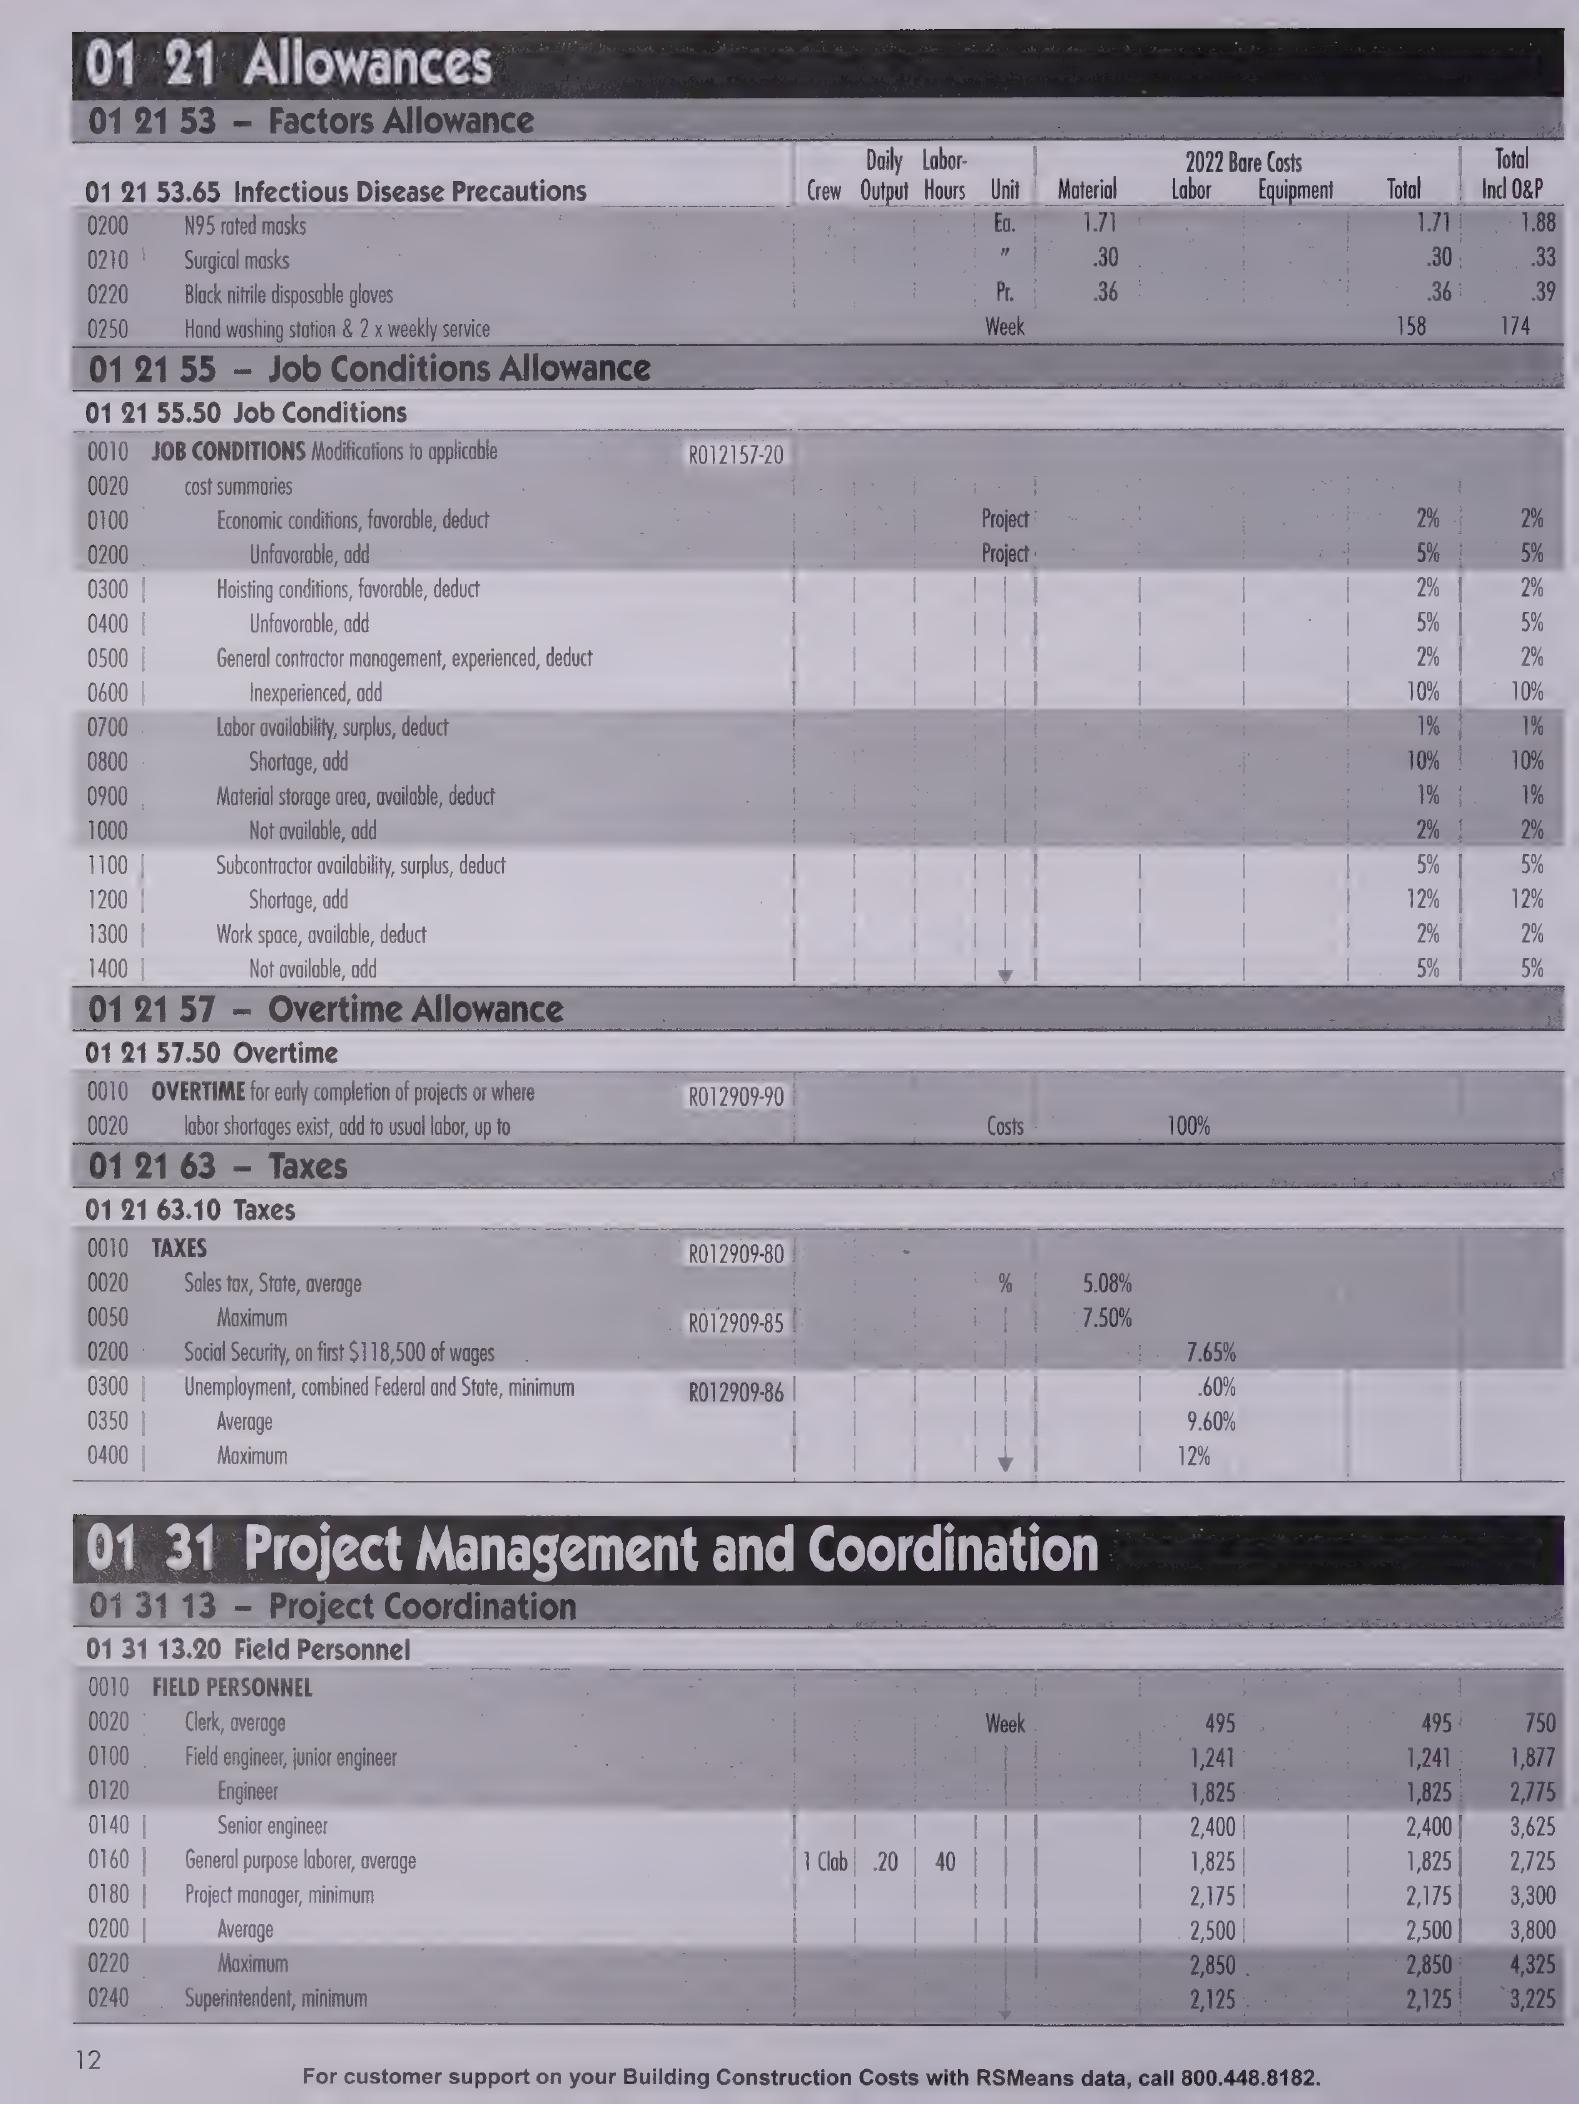 01 21 Allowances
01 21 53 – Factors Allowance
Daily Labor- 2022 Bare Costs Total
01 21 53.65 Infectious Disease Precautions Crew Output Hours Unit Material Labor Equipment Total Incl O&P
0200 N95 rated masks Ea. 1.71 1.71 1.88
0210 Surgical masks " .30 .30 .33
0220 Black nitrile disposable gloves Pr. .36 .36 .39
0250 Hand washing station & 2 x weekly service Week 158 174
01 21 55 – Job Conditions Allowance
01 21 55.50 Job Conditions
0010 JOB CONDITIONS Modifications to applicable R012157-20
0020 cost summaries
0100 Economic conditions, favorable, deduct Project 2% 2%
0200 Unfavorable, add Project 5% 5%
0300 Hoisting conditions, favorable, deduct 2% 2%
0400 Unfavorable, add 5% 5%
0500 General contractor management, experienced, deduct 2% 2%
0600 Inexperienced, add 10% 10%
0700 Labor availability, surplus, deduct 1% 1%
0800 Shortage, add 10% 10%
0900 Material storage area, available, deduct 1% 1%
1000 Not available, add 2% 2%
1100 Subcontractor availability, surplus, deduct 5% 5%
1200 Shortage, add 12% 12%
1300 Work space, available, deduct 2% 2%
1400 Not available, add 5% 5%
01 21 57 – Overtime Allowance
01 21 57.50 Overtime
0010 OVERTIME for early completion of projects or where R012909-90
0020 labor shortages exist, add to usual labor, up to Costs 100%
01 21 63 – Taxes
01 21 63.10 Taxes
0010 TAXES R012909-80
0020 Sales tax, State, average % 5.08%
0050 Maximum R012909-85 7.50%
0200 Social Security, on first $118,500 of wages 7.65%
0300 Unemployment, combined Federal and State, minimum R012909-86 .60%
0350 Average 9.60%
0400 Maximum 12%
01 31 Project Management and Coordination
01 31 13 – Project Coordination
01 31 13.20 Field Personnel
0010 FIELD PERSONNEL
0020 Clerk, average Week 495 495 750
0100 Field engineer, junior engineer 1,241 1,241 1,877
0120 Engineer 1,825 1,825 2,775
0140 Senior engineer 2,400 2,400 3,625
0160 General purpose laborer, average 1 Clab .20 40 1,825 1,825 2,725
0180 Project manager, minimum 2,175 2,175 3,300
0200 Average 2,500 2,500 3,800
0220 Maximum 2,850 2,850 4,325
0240 Superintendent, minimum 2,125 2,125 3,225
12
For customer support on your Building Construction Costs with RSMeans data, call 800.448.8182.